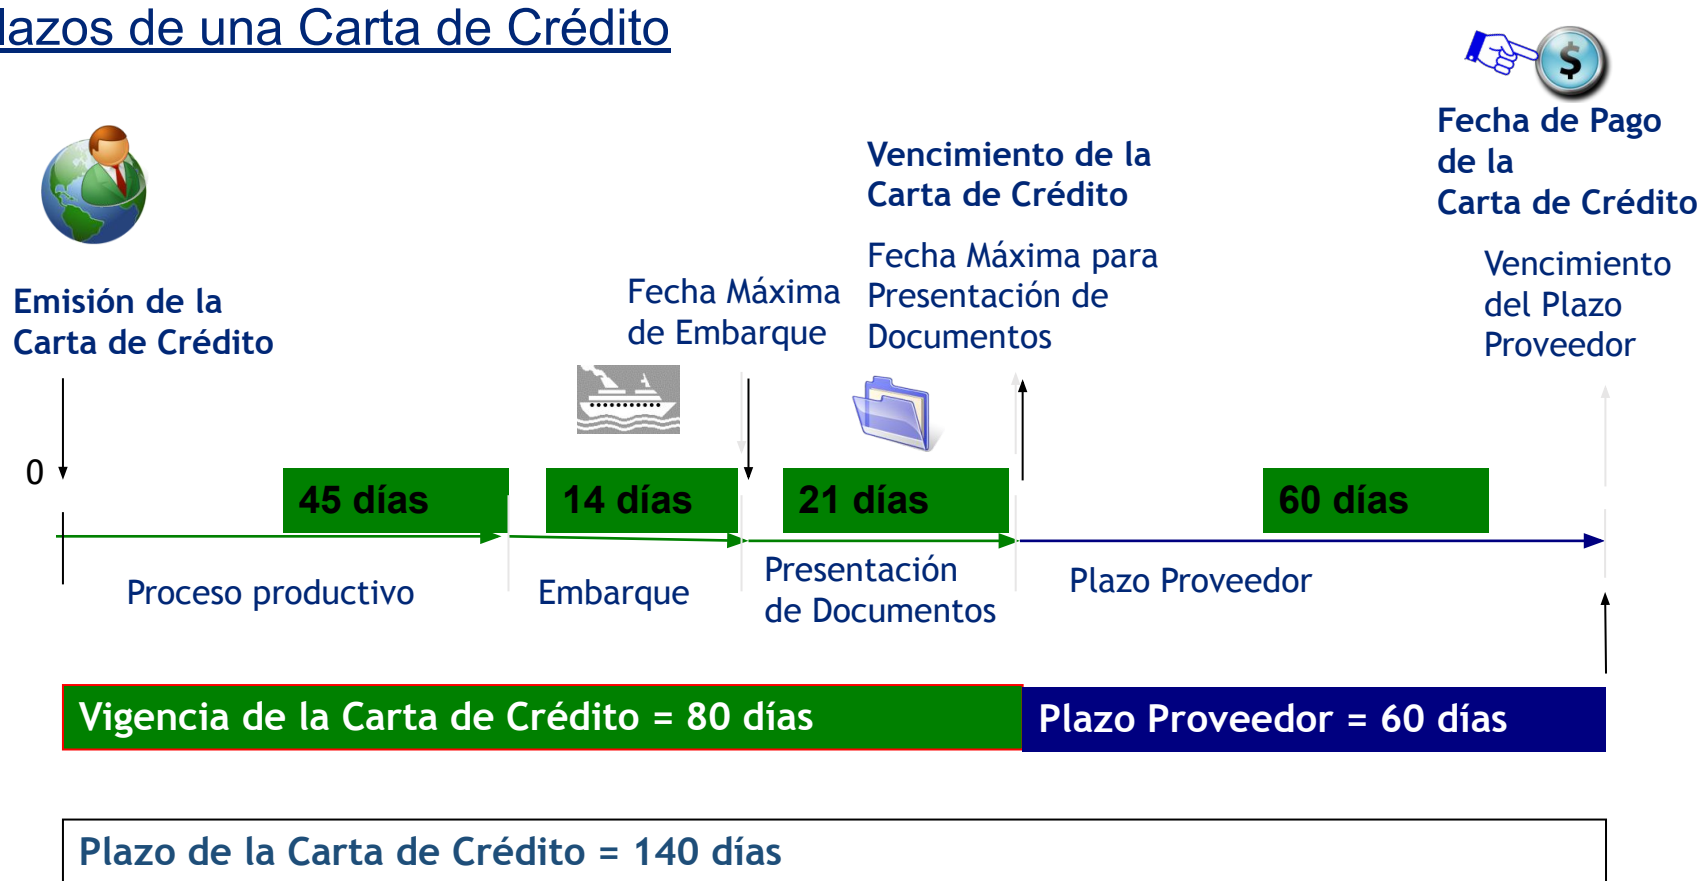 lazos de una Carta de Crédito
$
Fecha de Pago
de la
Carta de Crédito
Vencimiento de la
Carta de Crédito
Emisión de la
Carta de Crédito
Fecha Máxima
de Embarque
Fecha Máxima para
Presentación de
Documentos
Vencimiento
del Plazo
Proveedor
0
45 días
14 días
21 días
60 días
Proceso productivo
Embarque
Presentación
de Documentos
Plazo Proveedor
Vigencia de la Carta de Crédito = 80 días
Plazo Proveedor = 60 días
Plazo de la Carta de Crédito = 140 días